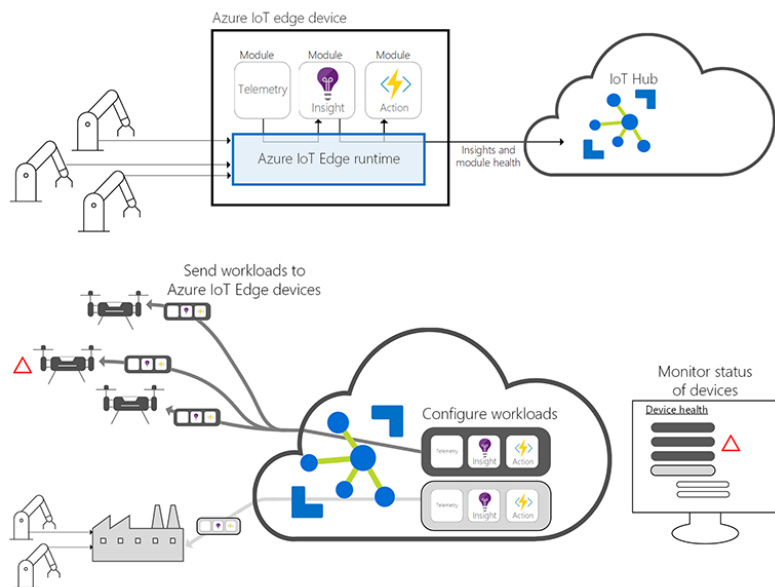 Azure IoT edge device
Module
Module
Module
Telemetry
Insight
Action
Azure IoT Edge runtime
Insights and
module health
IoT Hub
Send workloads to
Azure IoT Edge devices
Configure workloads
Telemetry
Insight
Action
Telemetry
Insight
Action
Monitor status
of devices
Device health